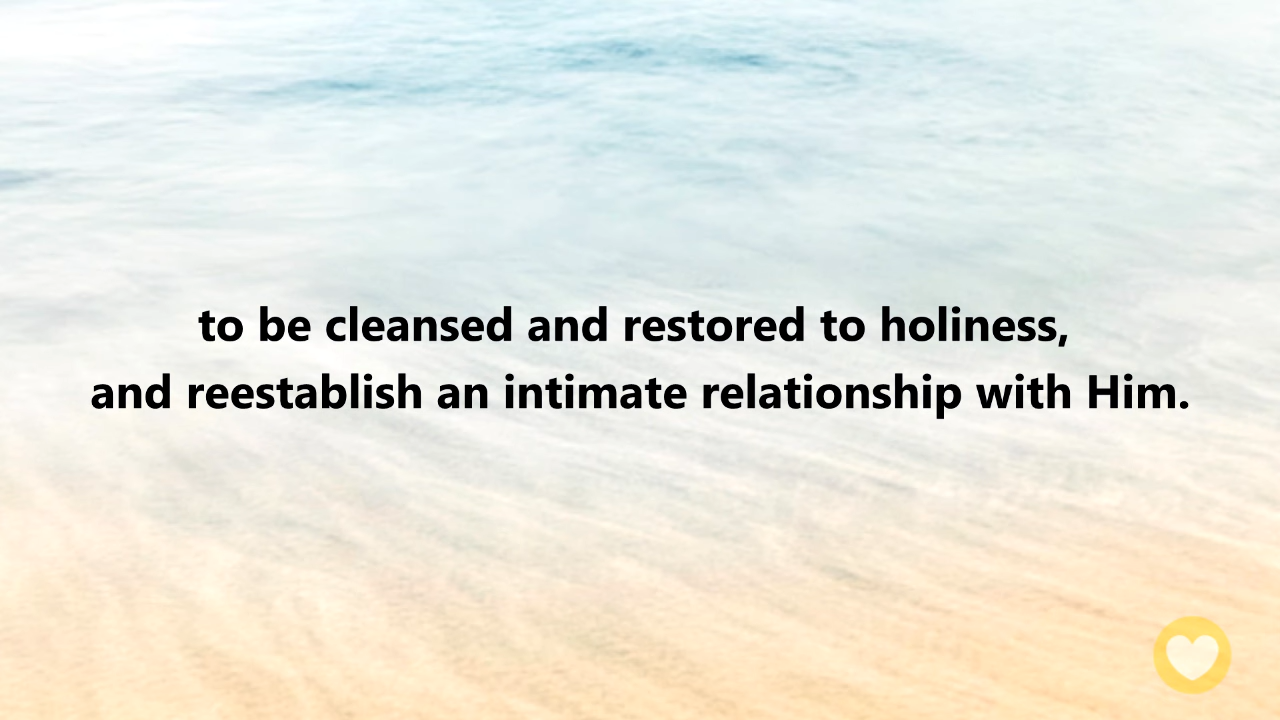 to be cleansed and restored to holiness,
and reestablish an intimate relationship with Him.